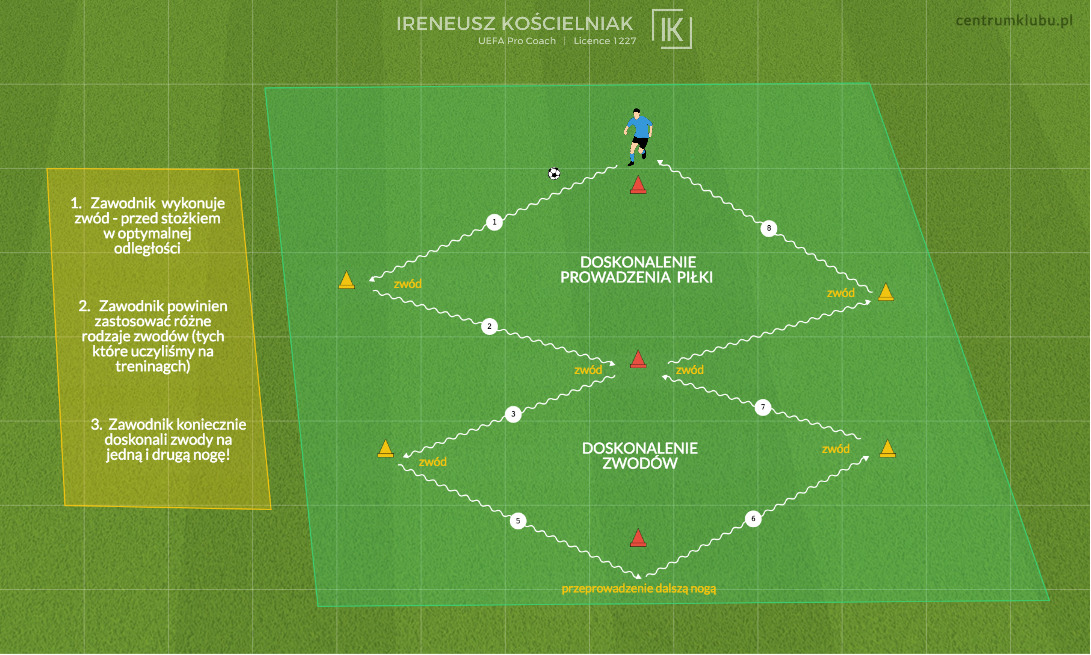 IRENEUSZ KOŚCIELNIAK
UEFA Pro Coach | Licence 1227
IK
centrumklubu.pl
1. Zawodnik wykonuje
zwód - przed stożkiem
w optymalnej
odległości
2. Zawodnik powinien
zastosować różne
rodzaje zwodów (tych
które uczyliśmy na
treninagch)
3. Zawodnik koniecznie
doskonali zwody na
jedną i drugą nogę!
1
8
DOSKONALENIE
PROWADZENIA PIŁKI
zwód
zwód
2
zwód
zwód
3
7
DOSKONALENIE
ZWODÓW
zwód
zwód
5
6
przeprowadzenie dalszą nogą